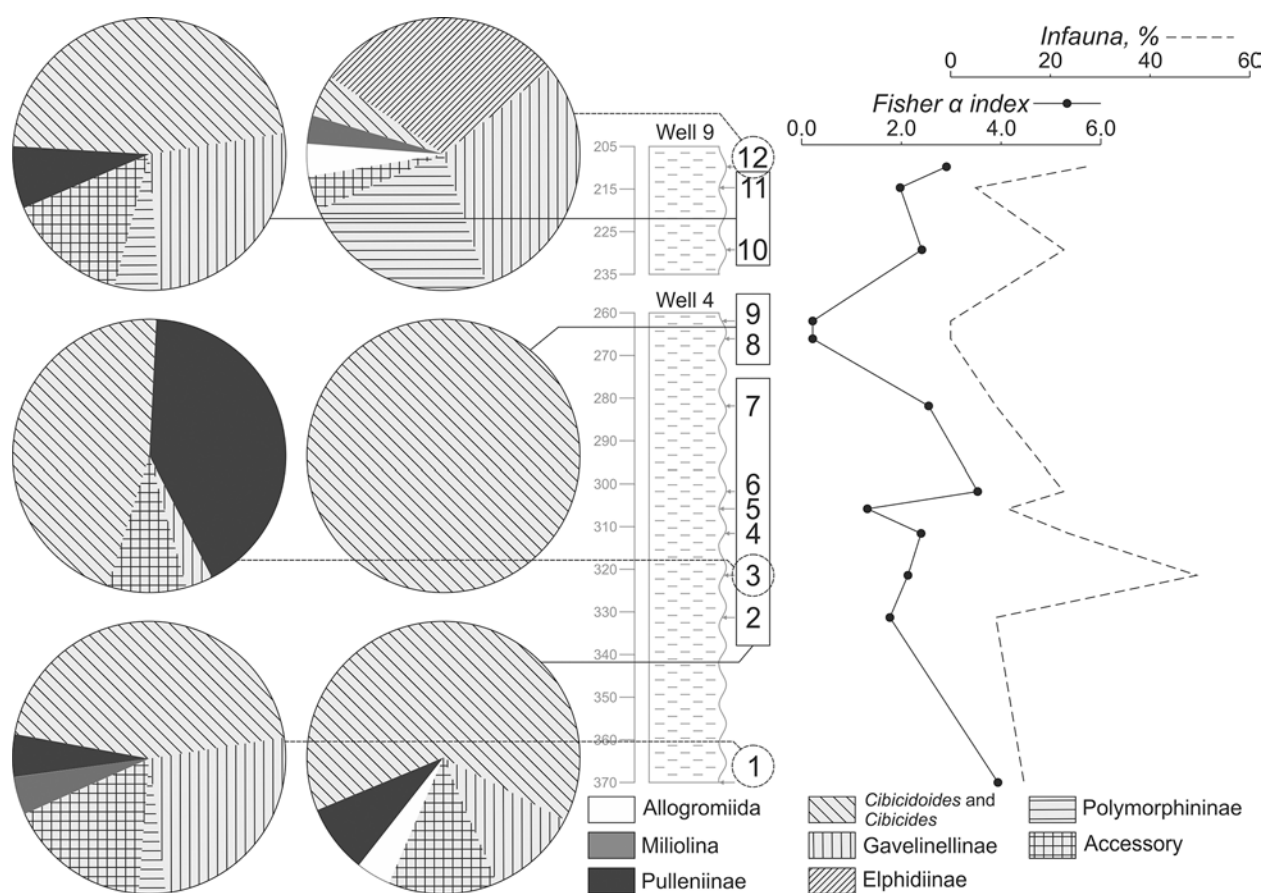 Infauna, %
0 20 40 60
Fisher α index
0.0 2.0 4.0 6.0
Well 9
205
215
225
235
12
11
10
Well 4
260
270
280
290
300
310
320
330
340
350
360
370
9
8
7
6
5
4
3
2
1
Allogromiida
Miliolina
Pulleniinae
Cibicidoides and
Cibicides
Gavelinellinae
Elphidiinae
Polymorphininae
Accessory